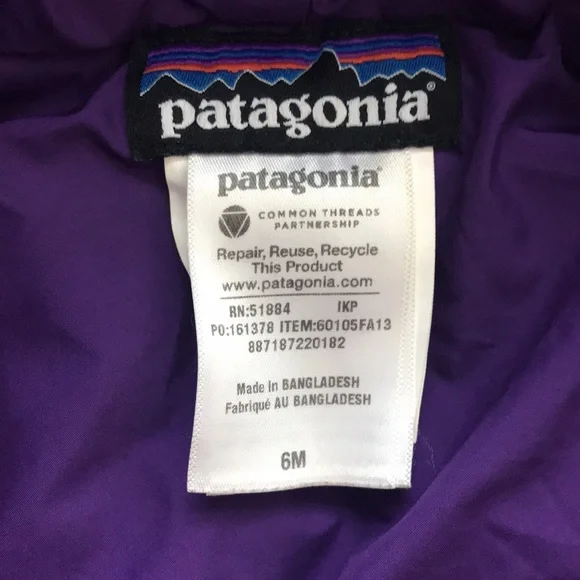 patagonia®
patagonia®
COMMON THREADS
PARTNERSHIP
Repair, Reuse, Recycle
This Product
www.patagonia.com
RN:51884 IKP
PO:161378 ITEM:60105FA13
887187220182
Made in BANGLADESH
Fabriqué AU BANGLADESH
6M